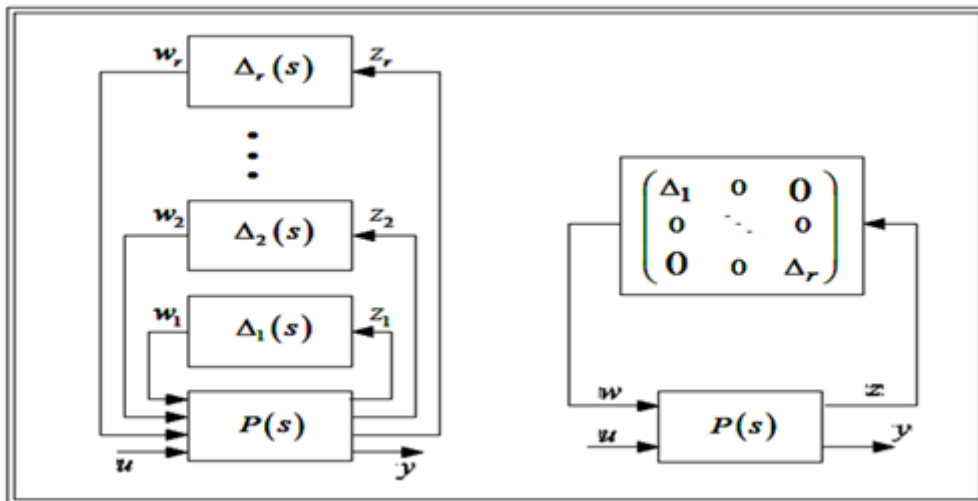 w_r Δ_r(s) z_r
w_2 Δ_2(s) z_2
w_1 Δ_1(s) z_1
P(s)
u y
Δ_1 0 0
0 ⋱ 0
0 0 Δ_r
w z
P(s)
u y